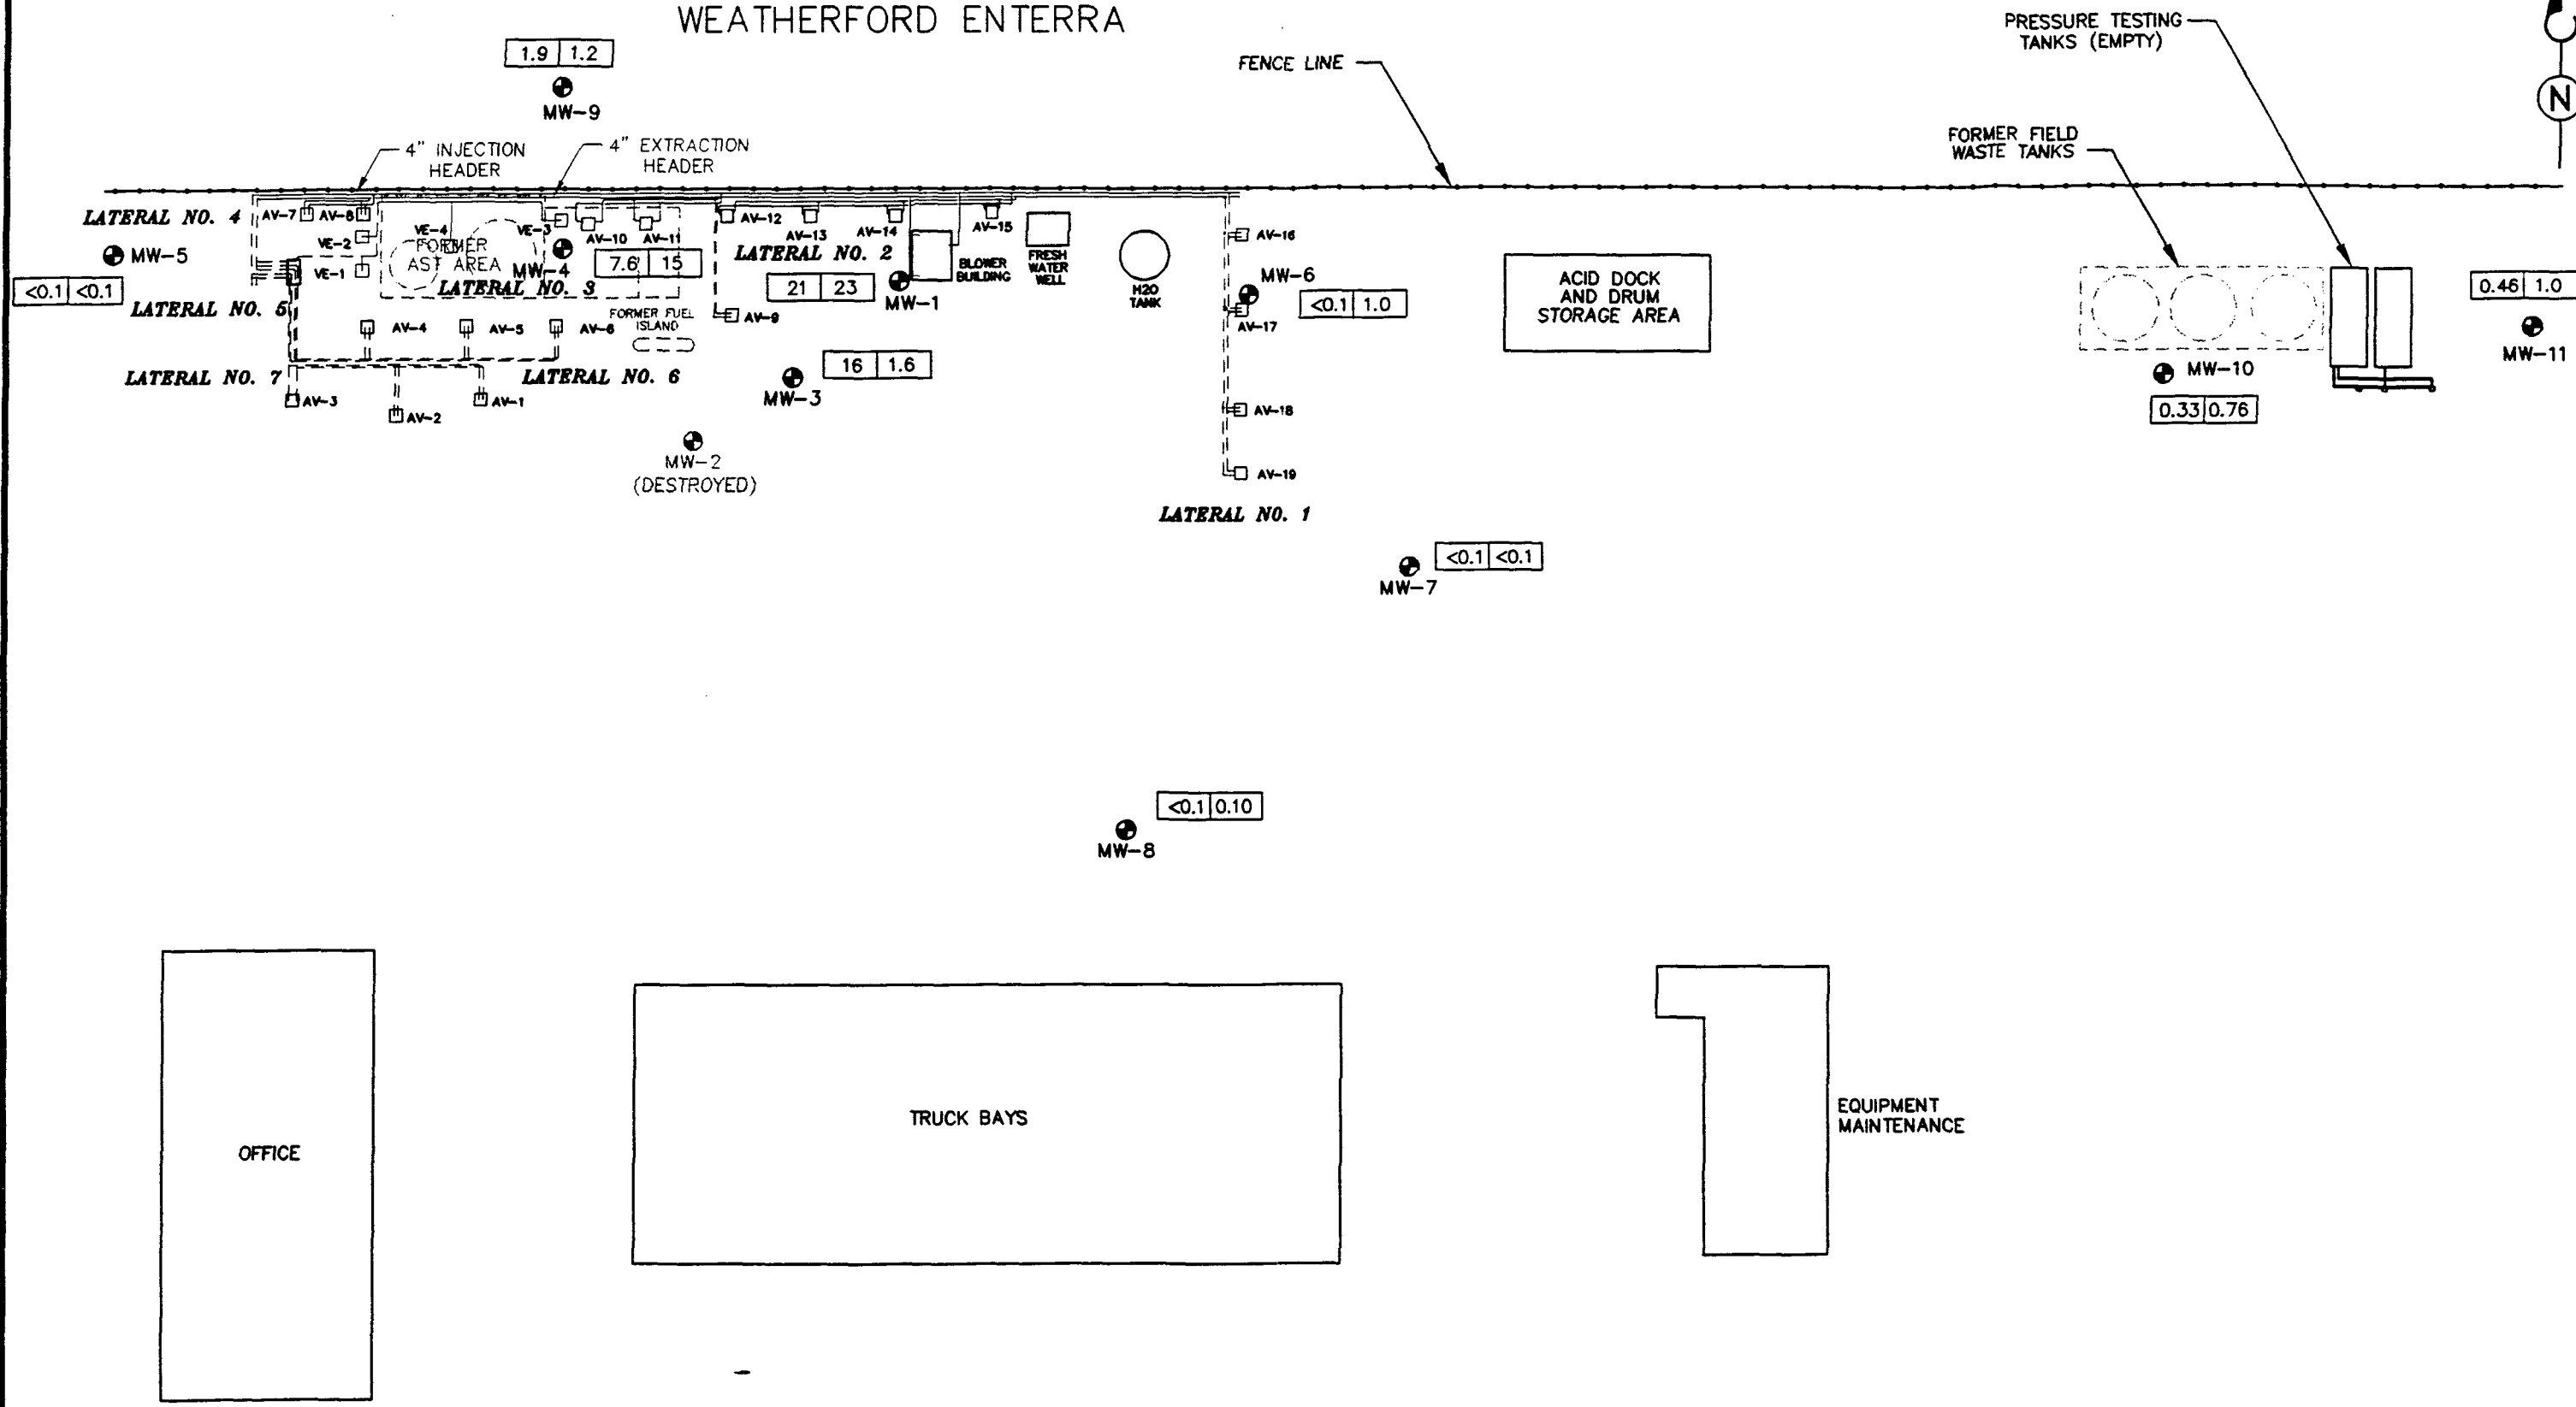 WEATHERFORD ENTERRA
PRESSURE TESTING
TANKS (EMPTY)
1.9 1.2
MW-9
FENCE LINE
N
4" INJECTION
HEADER
4" EXTRACTION
HEADER
FORMER FIELD
WASTE TANKS
LATERAL NO. 4
AV-7
AV-8
VE-4
VE-3
AV-10
AV-11
AV-12
AV-13
AV-14
AV-15
AV-16
MW-5
VE-2
FORMER
AST AREA
MW-4
7.6 15
LATERAL NO. 2
BLOWER
BUILDING
FRESH
WATER
WELL
H2O
TANK
MW-6
ACID DOCK
AND DRUM
STORAGE AREA
<0.1 <0.1
VE-1
LATERAL NO. 3
21 23
MW-1
<0.1 1.0
0.46 1.0
LATERAL NO. 5
FORMER FUEL
ISLAND
AV-9
AV-17
AV-4
AV-5
AV-6
MW-11
LATERAL NO. 7
LATERAL NO. 6
16 1.6
MW-3
MW-10
0.33 0.76
AV-3
AV-2
AV-1
AV-18
MW-2
(DESTROYED)
AV-19
LATERAL NO. 1
<0.1 <0.1
MW-7
<0.1 0.10
MW-8
OFFICE
TRUCK BAYS
EQUIPMENT
MAINTENANCE